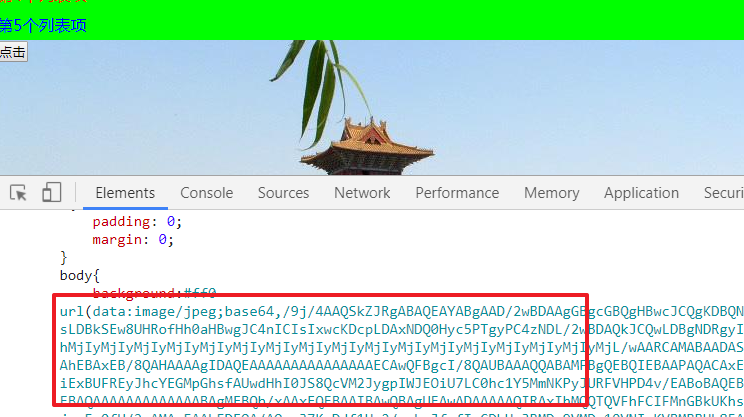 第5个列表项
点击
Elements Console Sources Network Performance Memory Application Securi
padding: 0;
margin: 0;
}
body{
background:#ff0
url(data:image/jpeg;base64,/9j/4AAQSkZJRgABAQEAYABgAAD/2wBDAAgGBgcGBQgHBwcJCQgKDBQN
sLDBkSEw8UHRofHh0aHBwgJC4nICIsIxwcKDcpLDAxNDQ0Hyc5PTgyPC4zNDL/2wBDAQkJCQwLDBgNDRgyI
hMjIyMjIyMjIyMjIyMjIyMjIyMjIyMjIyMjIyMjIyMjIyMjIyMjIyMjIyMjIyMjIyMjL/wAARCAMABAADAS
AhEBAxEB/8QAHAAAAgIDAQEAAAAAAAAAAAAAAAECAwQFBgcI/8QAUBAAAQQABAMFBgQEBQIEBAAPAQACAxE
iExBUFREyJhcYEGMpGhsfAUwdHhI0JS8QcVM2JygpIWJEOiU7LC0hc1Y5MmNKPyJURFVHPD4v/EABoBAQEB